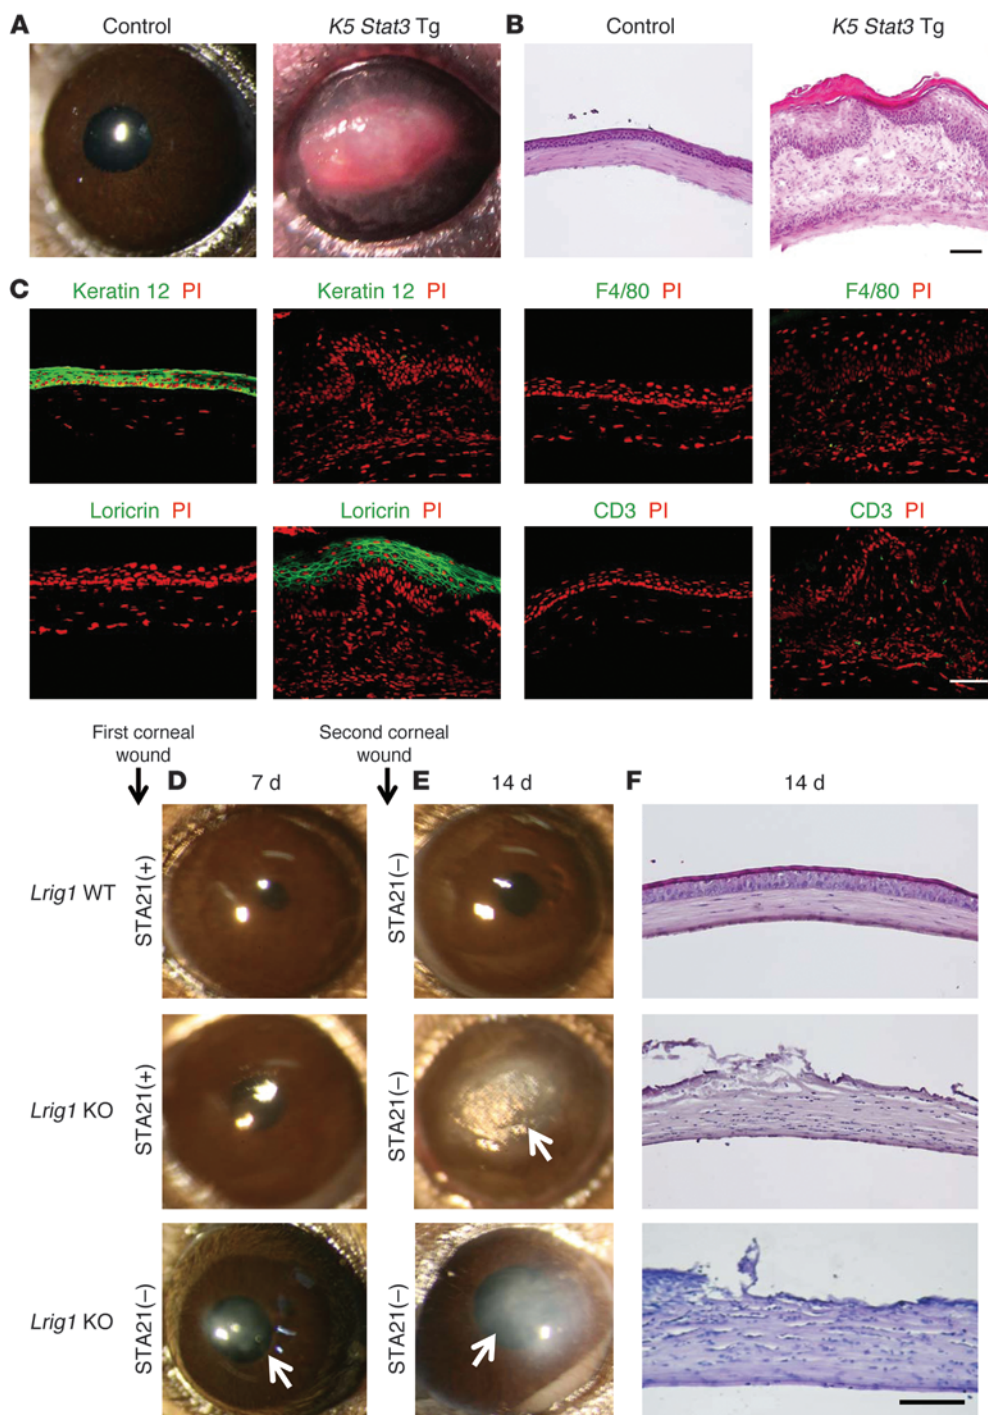 A
Control
K5 Stat3 Tg
B
Control
K5 Stat3 Tg
C
Keratin 12 PI
Keratin 12 PI
F4/80 PI
F4/80 PI
Loricrin PI
Loricrin PI
CD3 PI
CD3 PI
First corneal
wound
Second corneal
wound
D
7 d
E
14 d
F
14 d
Lrig1 WT
STA21(+)
STA21(–)
Lrig1 KO
STA21(+)
STA21(–)
Lrig1 KO
STA21(–)
STA21(–)